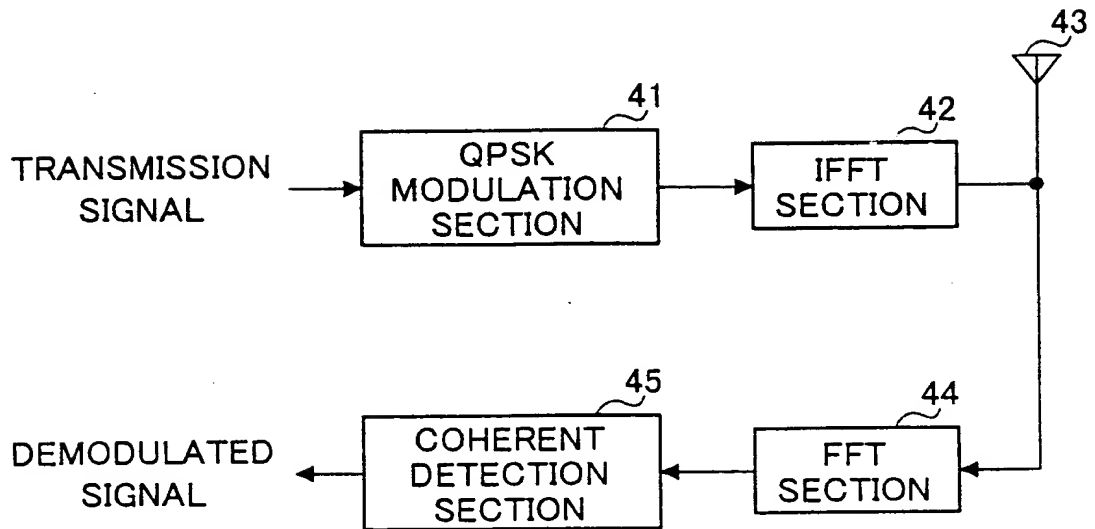 43
41
42
TRANSMISSION
SIGNAL
QPSK
MODULATION
SECTION
IFFT
SECTION
45
44
DEMODULATED
SIGNAL
COHERENT
DETECTION
SECTION
FFT
SECTION